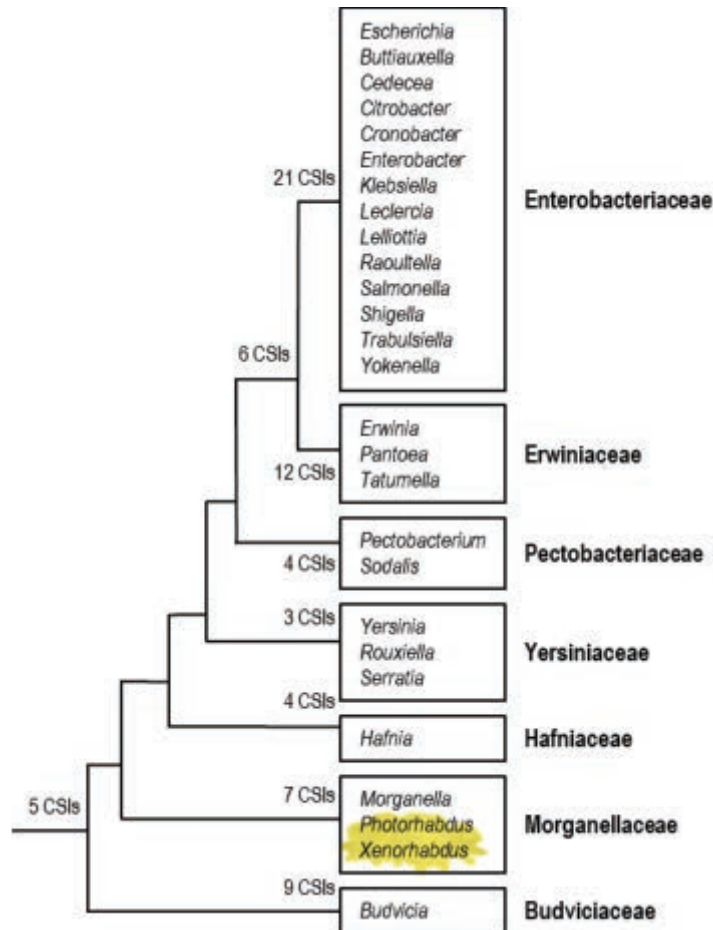 Escherichia
Buttiauxella
Cedecea
Citrobacter
Cronobacter
Enterobacter
21 CSIs
Klebsiella
Enterobacteriaceae
Leclercia
Lelliottia
Raoultella
Salmonella
Shigella
Trabulsiella
6 CSIs
Yokenella
Erwinia
Pantoea
Erwiniaceae
12 CSIs
Tatumella
Pectobacterium
Pectobacteriaceae
4 CSIs
Sodalis
3 CSIs
Yersinia
Rouxiella
Yersiniaceae
Serratia
4 CSIs
Hafnia
Hafniaceae
5 CSIs
7 CSIs
Morganella
Photorhabdus
Morganellaceae
Xenorhabdus
9 CSIs
Budvicia
Budviciaceae